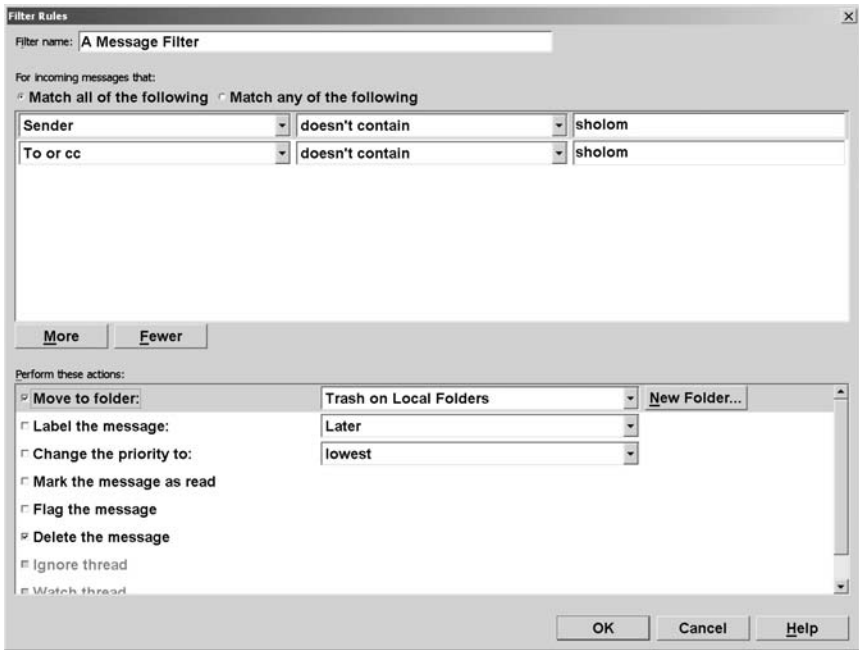 Filter Rules
Filter name: A Message Filter
For incoming messages that:
Match all of the following Match any of the following
Sender doesn't contain sholom
To or cc doesn't contain sholom
More Fewer
Perform these actions:
Move to folder: Trash on Local Folders New Folder...
Label the message: Later
Change the priority to: lowest
Mark the message as read
Flag the message
Delete the message
Ignore thread
Watch thread
OK Cancel Help